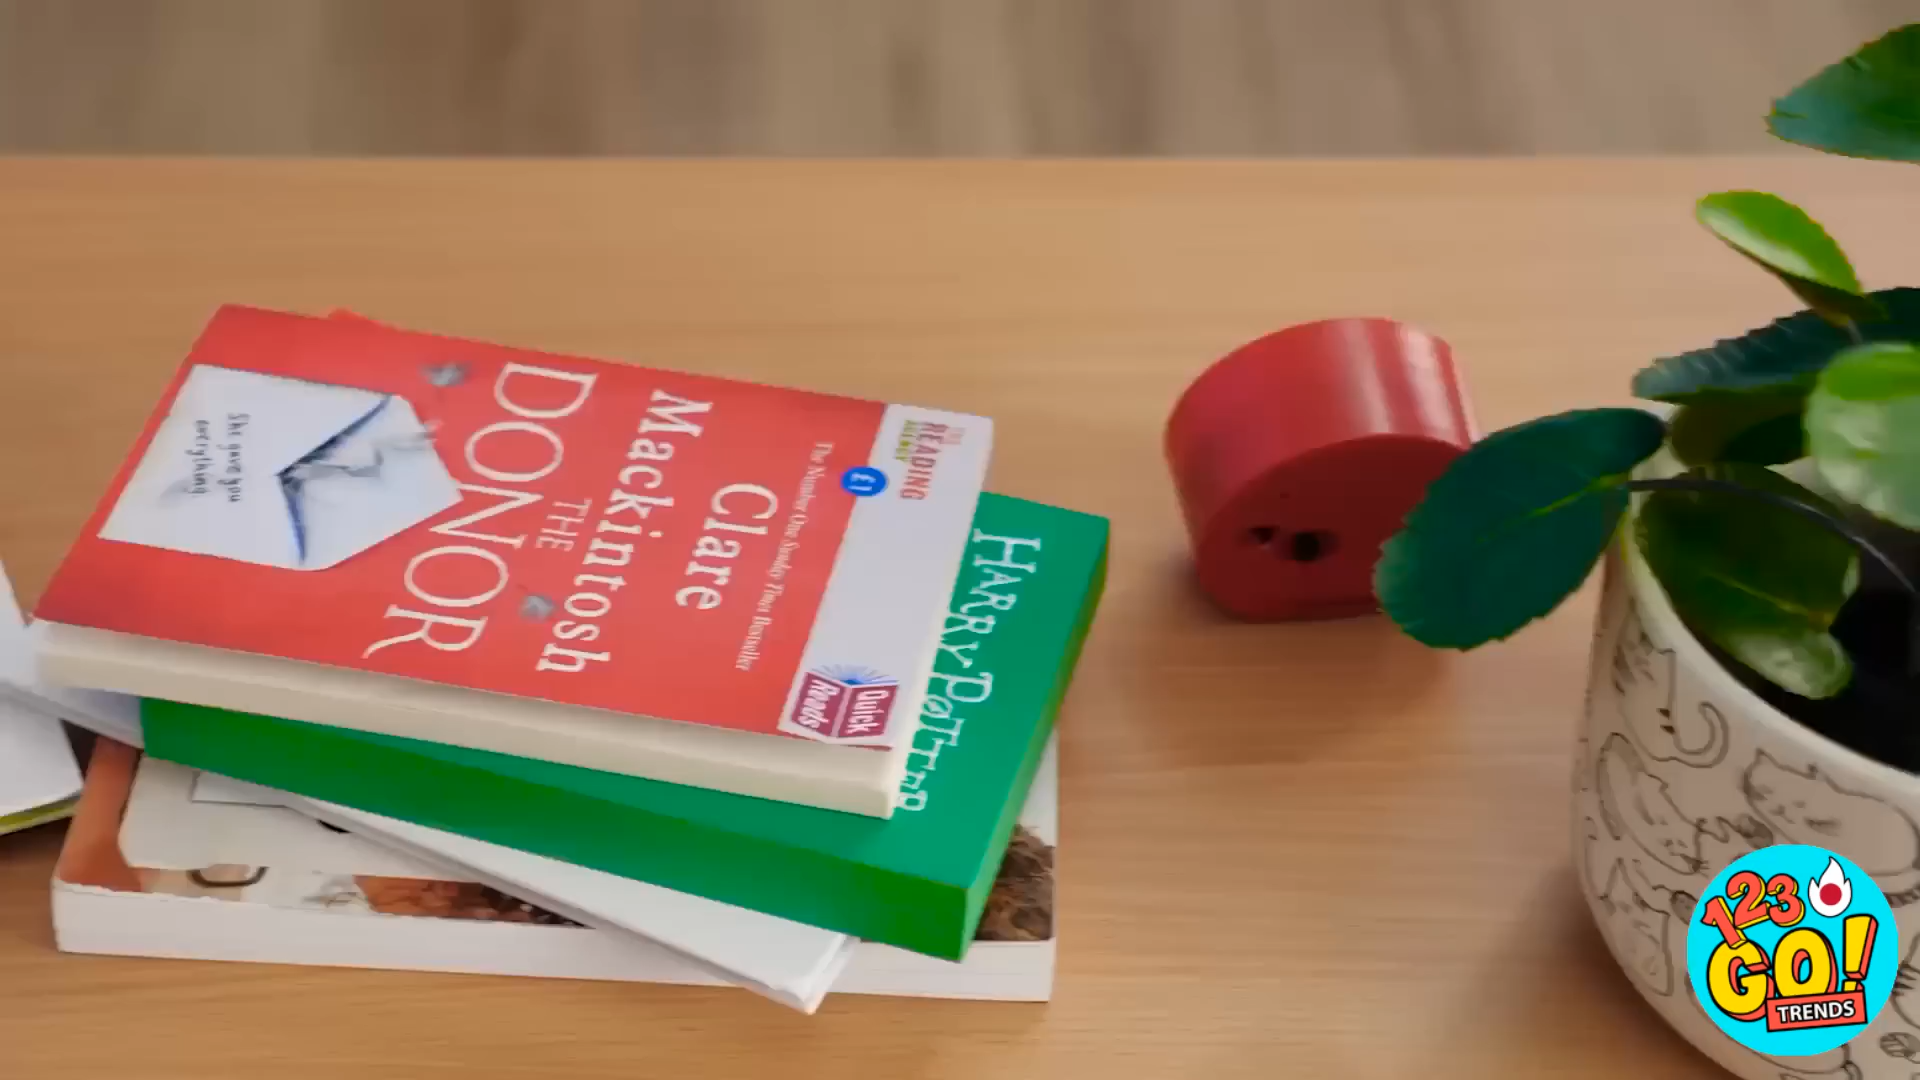 THE
READING
AGENCY
£1
The Number One Sunday Times Bestseller
Clare
Mackintosh
THE
DONOR
She gave you
everything
Quick
Reads
HARRY POTTER
123
GO!
TRENDS